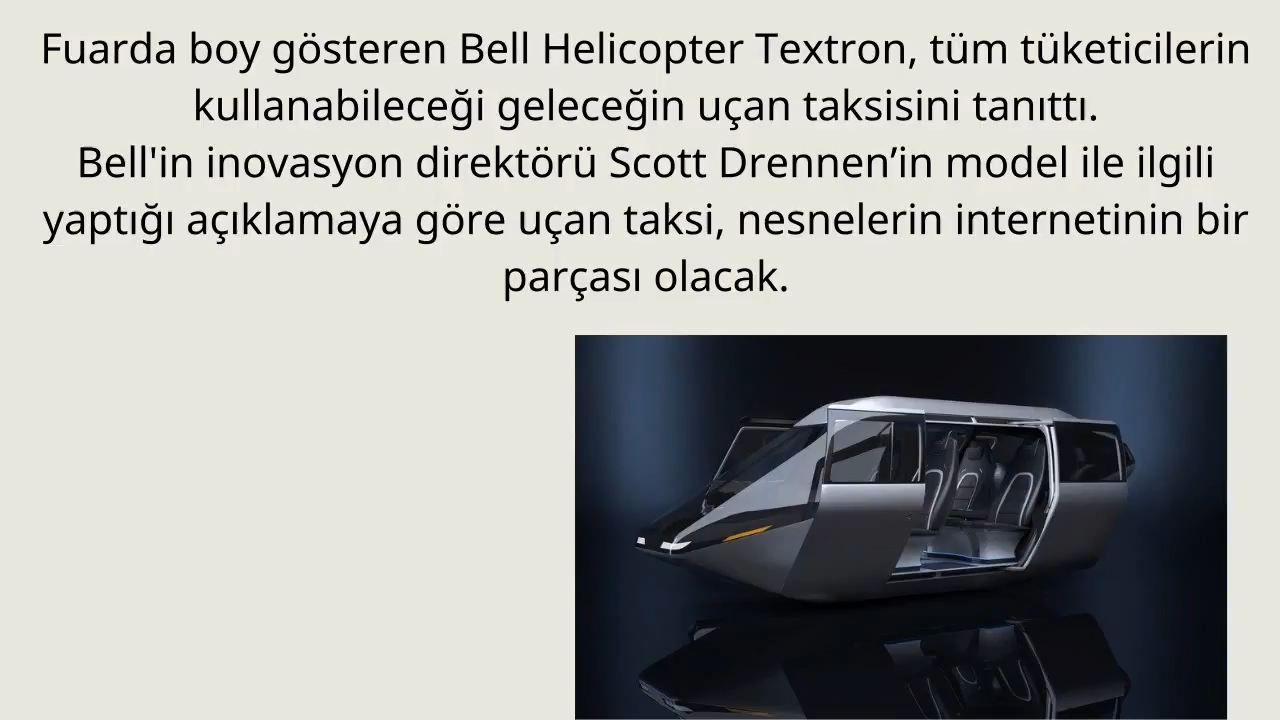 Fuarda boy gösteren Bell Helicopter Textron, tüm tüketicilerin
kullanabileceği geleceğin uçan taksisini tanıttı.
Bell'in inovasyon direktörü Scott Drennen’in model ile ilgili
yaptığı açıklamaya göre uçan taksi, nesnelerin internetinin bir
parçası olacak.